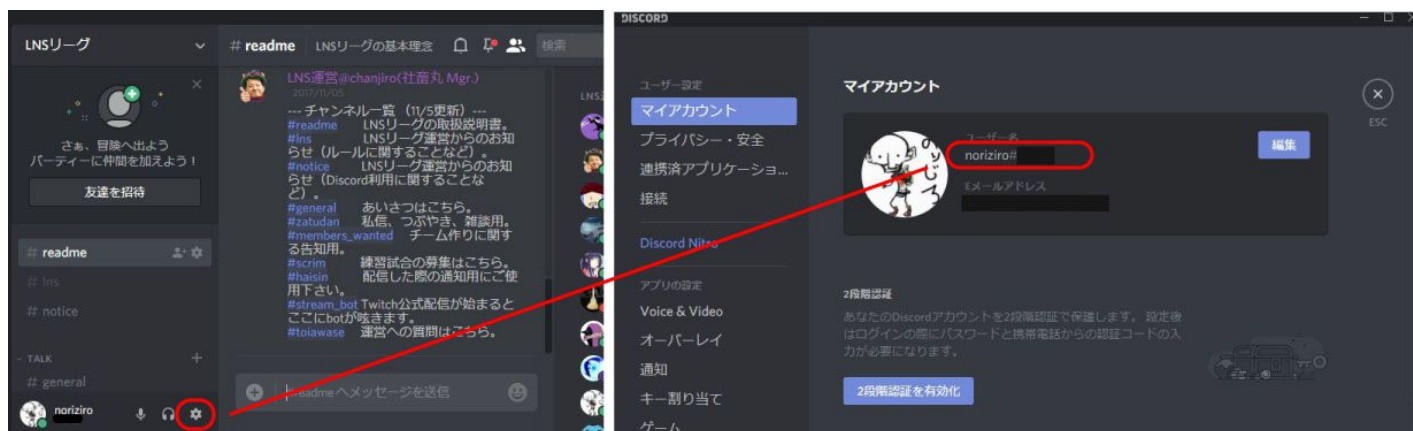 LNSリーグ
さあ、冒険へ出よう
パーティーに仲間を加えよう!
友達を招待
# readme
# lns
# notice
TALK
# general
noriziro
# readme LNSリーグの基本理念 検索
LNS運営@chanjiro(社畜丸 Mgr.)
2017/11/05
--- チャンネル一覧 (11/5更新) ---
#readme LNSリーグの取扱説明書。
#lns LNSリーグ運営からのお知
らせ(ルールに関することなど)。
#notice LNSリーグ運営からのお知
らせ(Discord利用に関することな
ど)。
#general あいさつはこちら。
#zatudan 私信、つぶやき、雑談用。
#members_wanted チーム作りに関す
る告知用。
#scrim 練習試合の募集はこちら。
#haisin 配信した際の通知用にご使
用下さい。
#stream_bot Twitch公式配信が始まると
ここにbotが呟きます。
#toiawase 運営への質問はこちら。
#readmeへメッセージを送信
DISCORD
ユーザー設定
マイアカウント
プライバシー・安全
連携済アプリケーショ...
接続
Discord Nitro
アプリの設定
Voice & Video
オーバーレイ
通知
キー割り当て
ゲーム
マイアカウント
のりじろ
ユーザー名
noriziro#
編集
Eメールアドレス
ESC
2段階認証
あなたのDiscordアカウントを2段階認証で保護します。設定後
はログインの際にパスワードと携帯電話からの認証コードの入
力が必要になります。
2段階認証を有効化